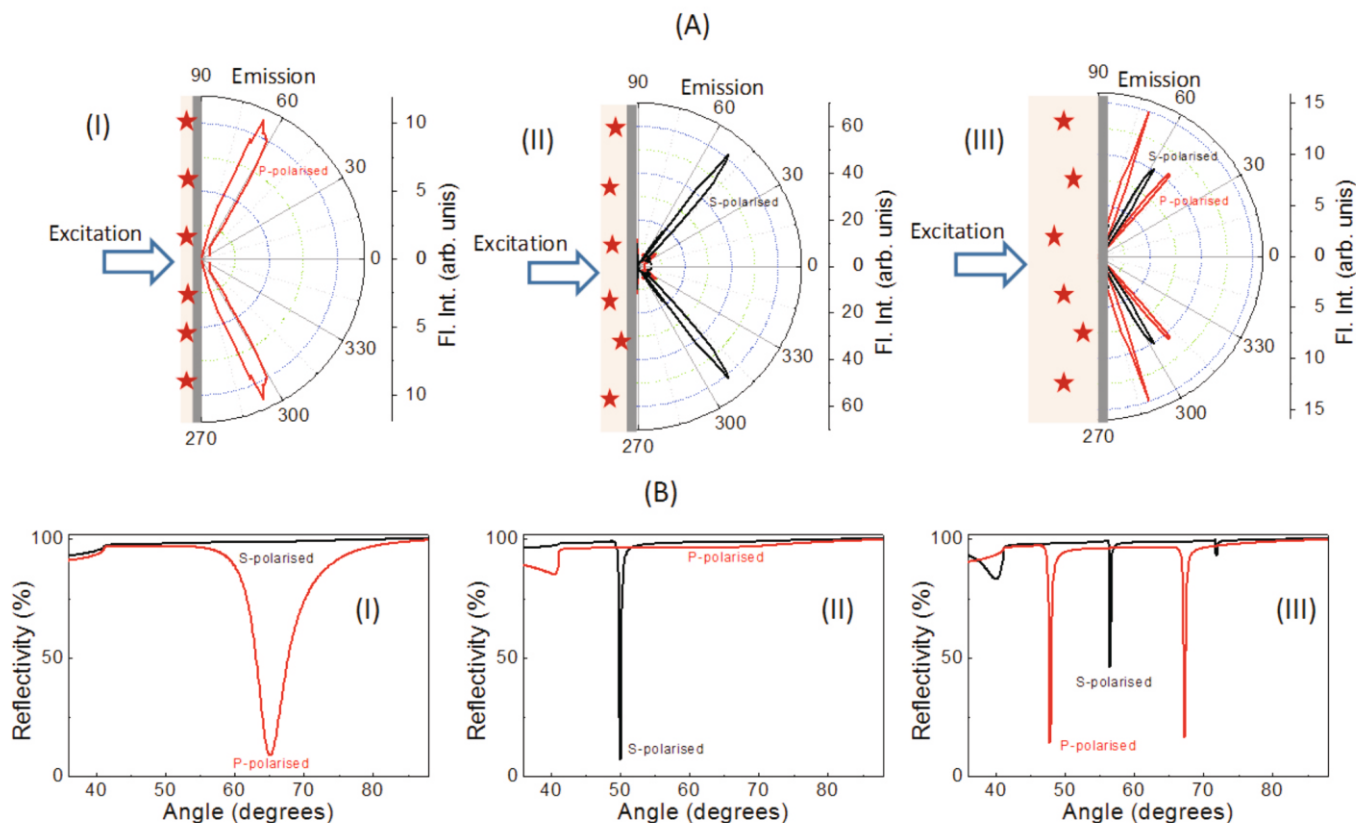 (A)
90 Emission
60
(I)
P-polarised
30
Excitation
0
330
300
270
10
5
0
5
10
Fl. Int. (arb. unis)
90 Emission
60
(II)
S-polarised
30
Excitation
0
330
300
270
60
40
20
0
20
40
60
Fl. Int. (arb. unis)
Emission
90
60
(III)
S-polarised
P-polarised
30
Excitation
0
330
300
270
15
10
5
0
5
10
15
Fl. Int. (arb. unis)
(B)
100
50
0
Reflectivity (%)
S-polarised
(I)
P-polarised
40 50 60 70 80
Angle (degrees)
100
50
0
Reflectivity (%)
P-polarised
(II)
S-polarised
40 50 60 70 80
Angle (degrees)
100
50
0
Reflectivity (%)
(III)
S-polarised
P-polarised
40 50 60 70 80
Angle (degrees)